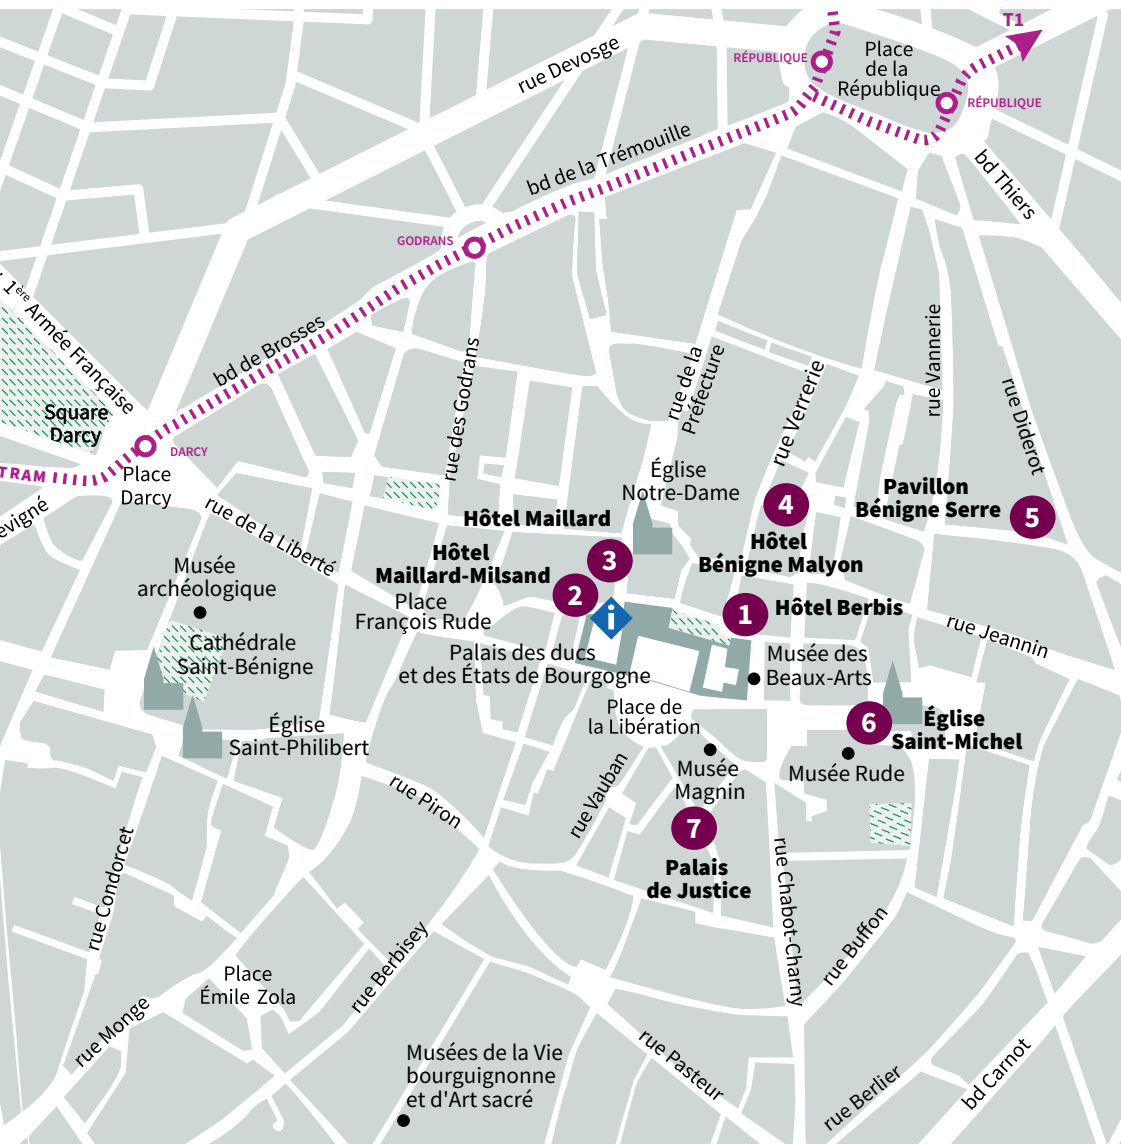 T1
RÉPUBLIQUE
Place
de la
République
RÉPUBLIQUE
rue Devosge
bd de la Trémouille
bd Thiers
GODRANS
1ère Armée Française
bd de Brosses
Square
Darcy
DARCY
TRAM
Place
Darcy
evigné
rue de la Liberté
rue des Godrans
rue de la
Préfecture
rue Verrerie
rue Vannerie
rue Diderot
Église
Notre-Dame
Pavillon
Bénigne Serre
5
4
Hôtel
Bénigne Malyon
Hôtel Maillard
3
Hôtel
Maillard-Milsand
2
i
1
Hôtel Berbis
Place
François Rude
Musée
archéologique
Cathédrale
Saint-Bénigne
Palais des ducs
et des États de Bourgogne
Musée des
Beaux-Arts
rue Jeannin
Place de
la Libération
6
Église
Saint-Michel
Église
Saint-Philibert
Musée Rude
Musée
Magnin
rue Piron
rue Vauban
7
Palais
de Justice
rue Condorcet
rue Chabot-Charny
rue Buffon
rue Berbisey
Place
Émile Zola
rue Monge
Musées de la Vie
bourguignonne
et d'Art sacré
rue Pasteur
rue Berlier
bd Carnot